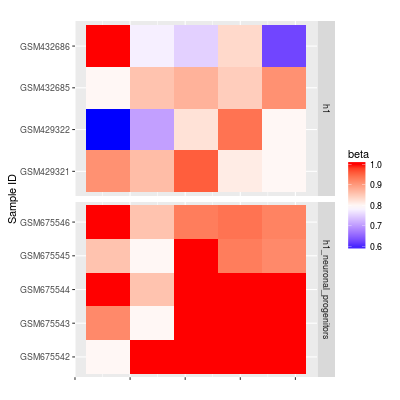 Sample ID
GSM432686
GSM432685
GSM429322
GSM429321
h1
GSM675546
GSM675545
GSM675544
GSM675543
GSM675542
h1_neuronal_progenitors
beta
1.0
0.9
0.8
0.7
0.6